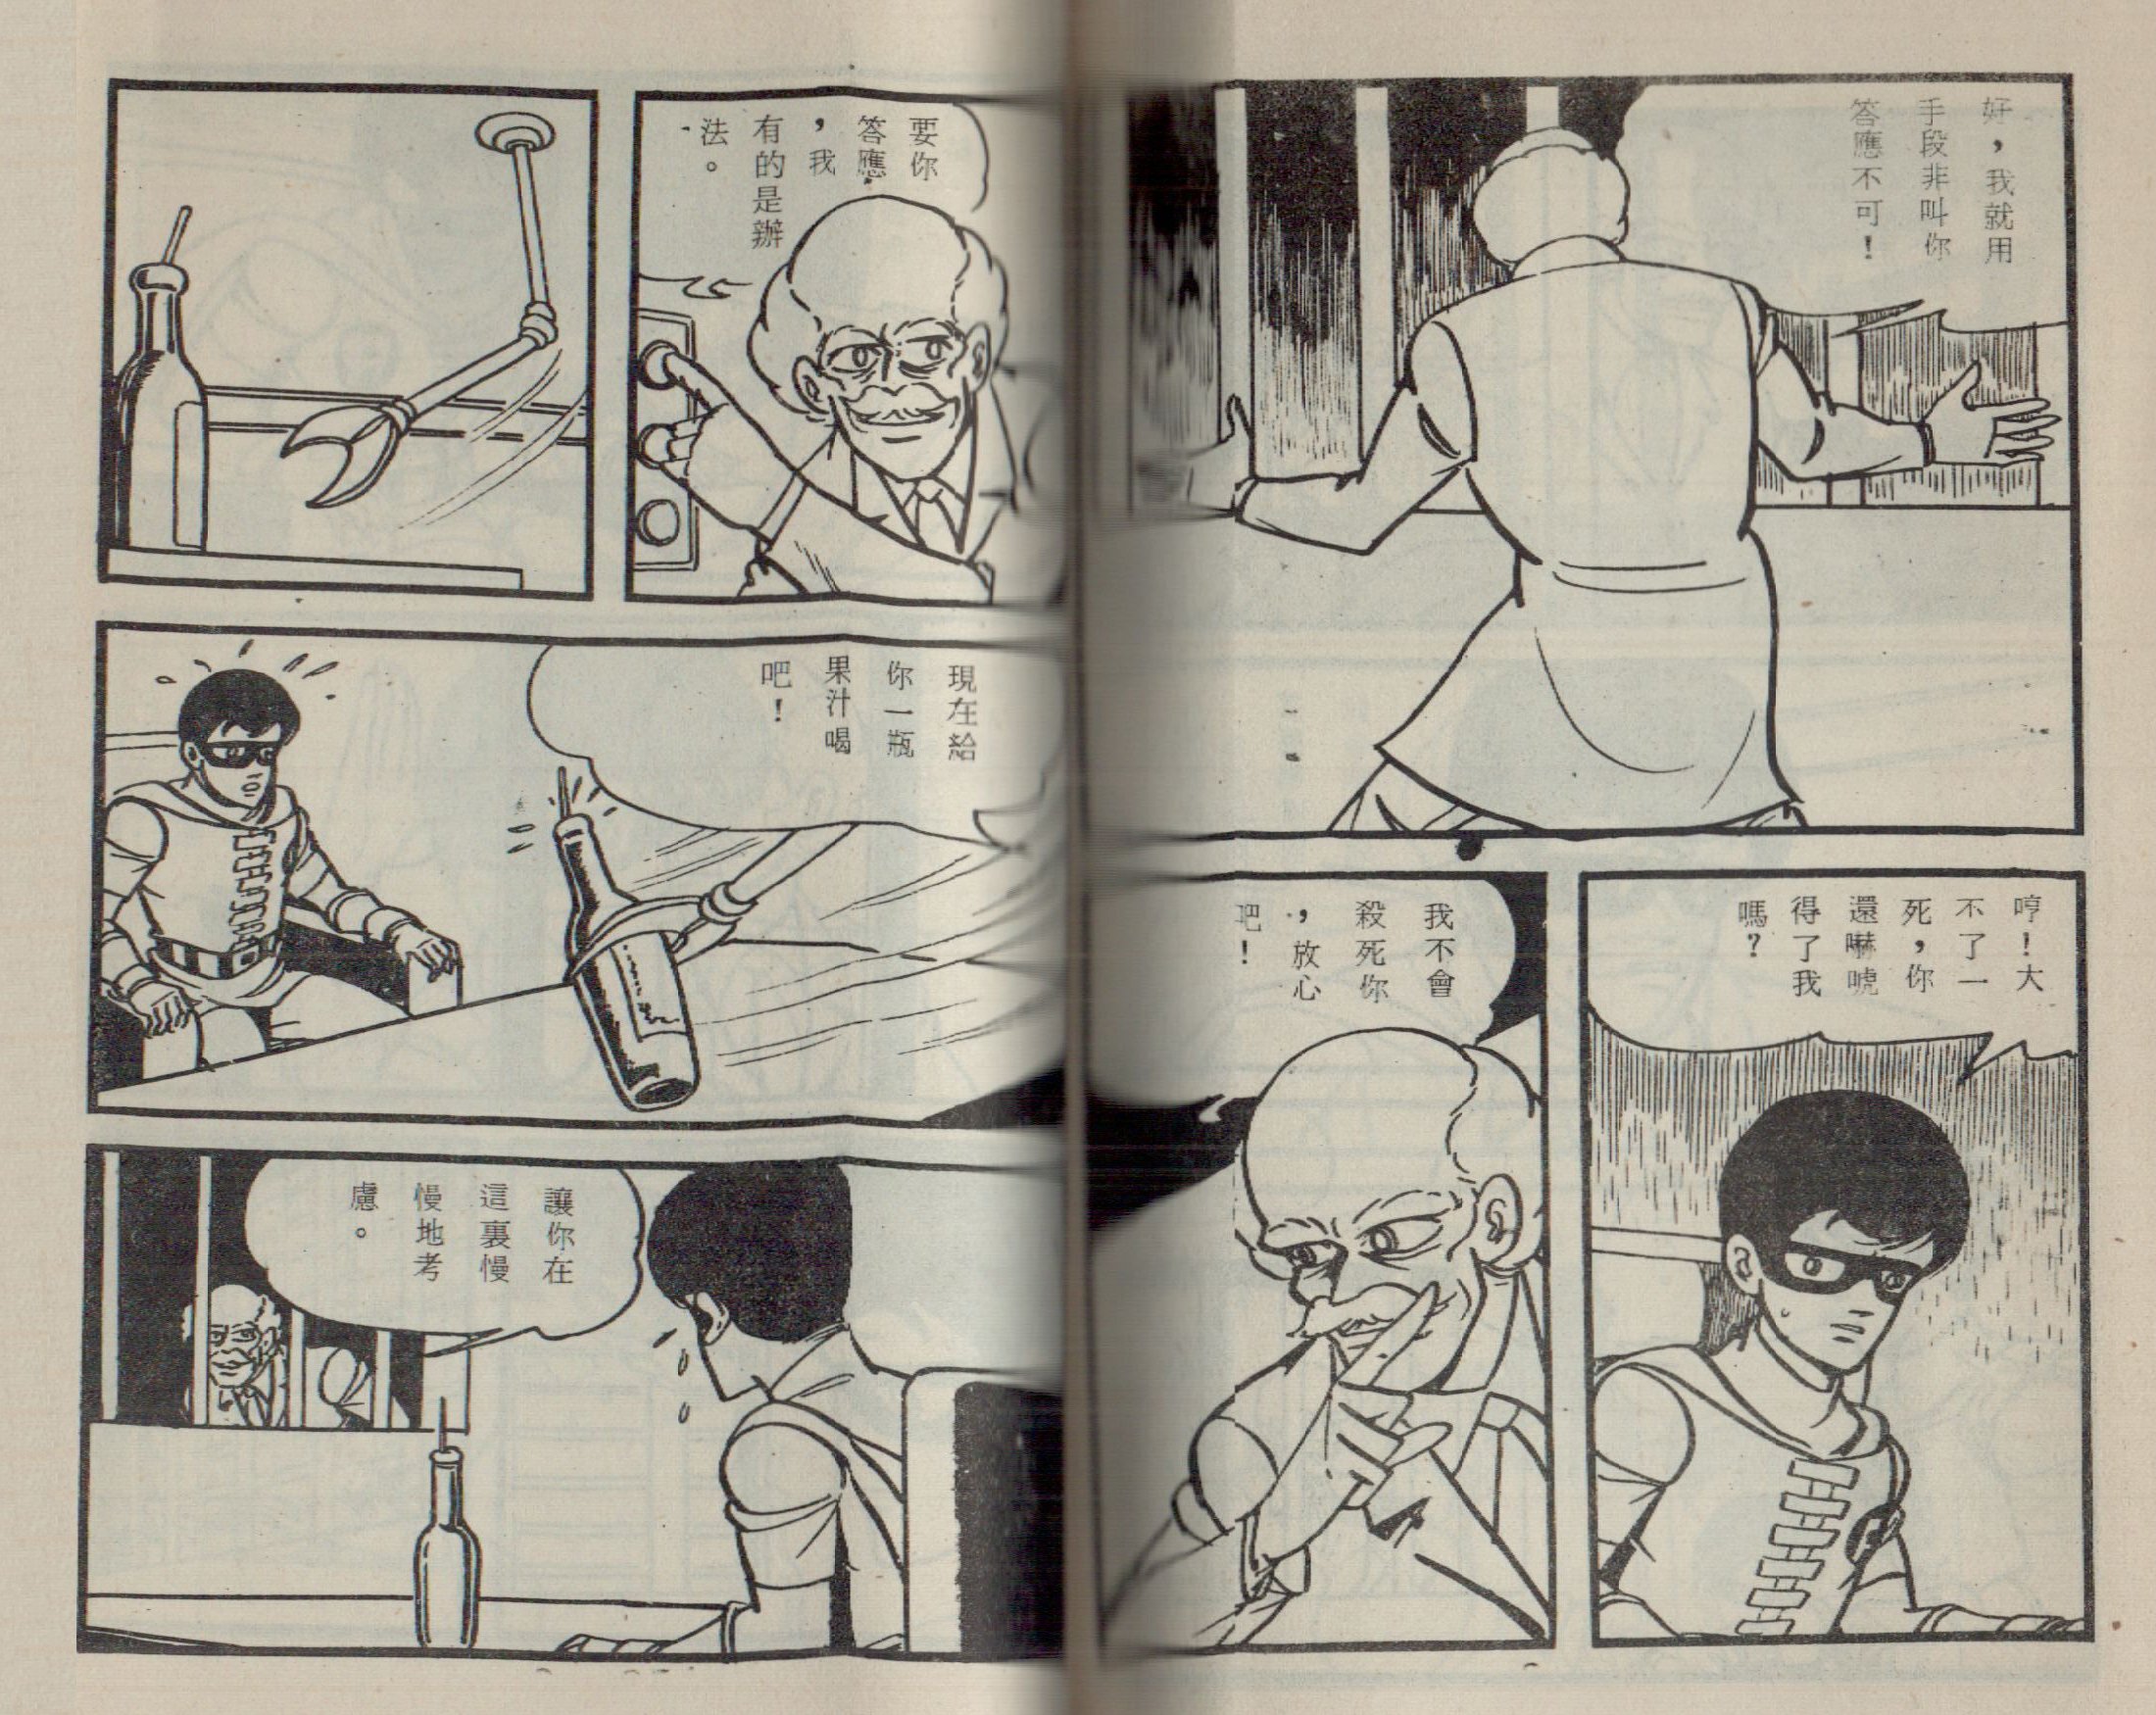 好，我就用
手段非叫你
答應不可！
哼！大
不了一
死，你
還嚇唬
得了我
嗎？
我不會
殺死你
，放心
吧！
要你
答應
，我
有的是辦
法。
現在給
你一瓶
果汁喝
吧！
讓你在
這裏慢
慢地考
慮。